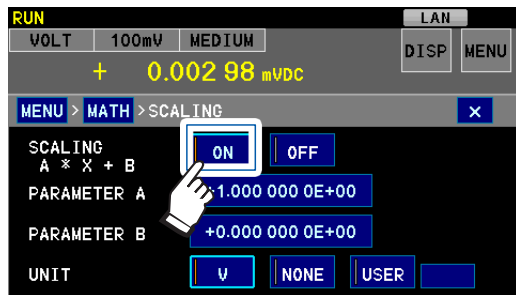 RUN LAN
VOLT 100mV MEDIUM DISP MENU
+ 0.002 98 mVDC
MENU > MATH >SCALING ×
SCALING ON OFF
A * X + B
PARAMETER A +1.000 000 0E+00
PARAMETER B +0.000 000 0E+00
UNIT V NONE USER